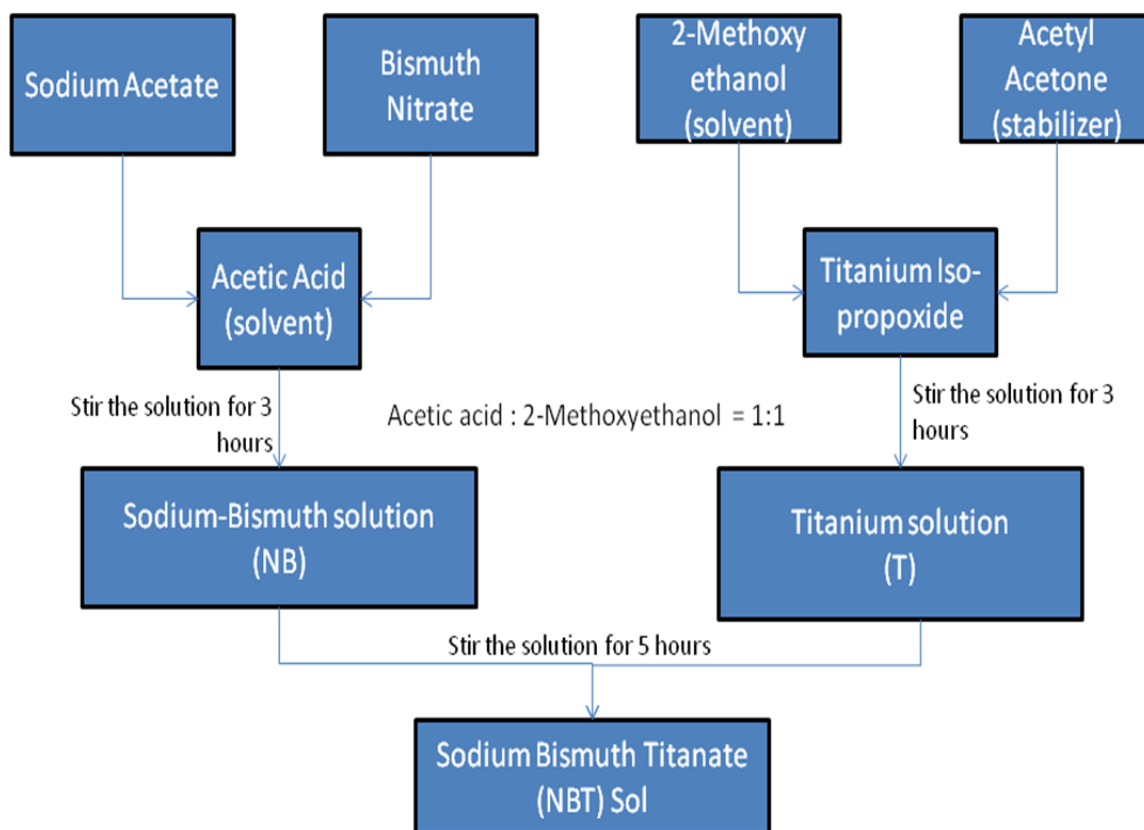 Sodium Acetate
Bismuth
Nitrate
2-Methoxy
ethanol
(solvent)
Acetyl
Acetone
(stabilizer)
Acetic Acid
(solvent)
Titanium Iso-
propoxide
Stir the solution for 3
hours
Acetic acid : 2-Methoxyethanol = 1:1
Stir the solution for 3
hours
Sodium-Bismuth solution
(NB)
Titanium solution
(T)
Stir the solution for 5 hours
Sodium Bismuth Titanate
(NBT) Sol